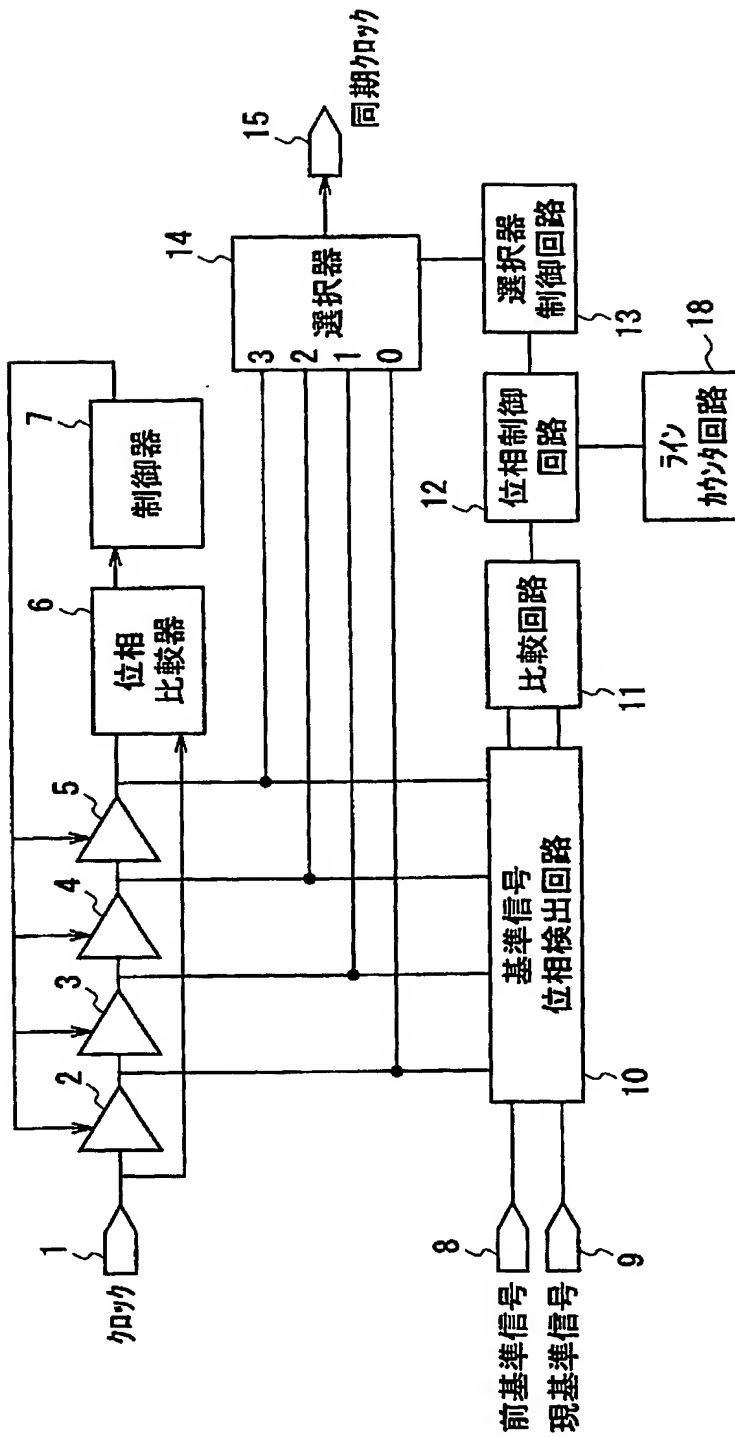 1
クロック
2
3
4
5
6
位相
比較器
7
制御器
14
選択器
3
2
1
0
15
同期クロック
8
前基準信号
9
現基準信号
10
基準信号
位相検出回路
11
比較回路
12
位相制御
回路
13
選択器
制御回路
18
ライン
カウンタ回路